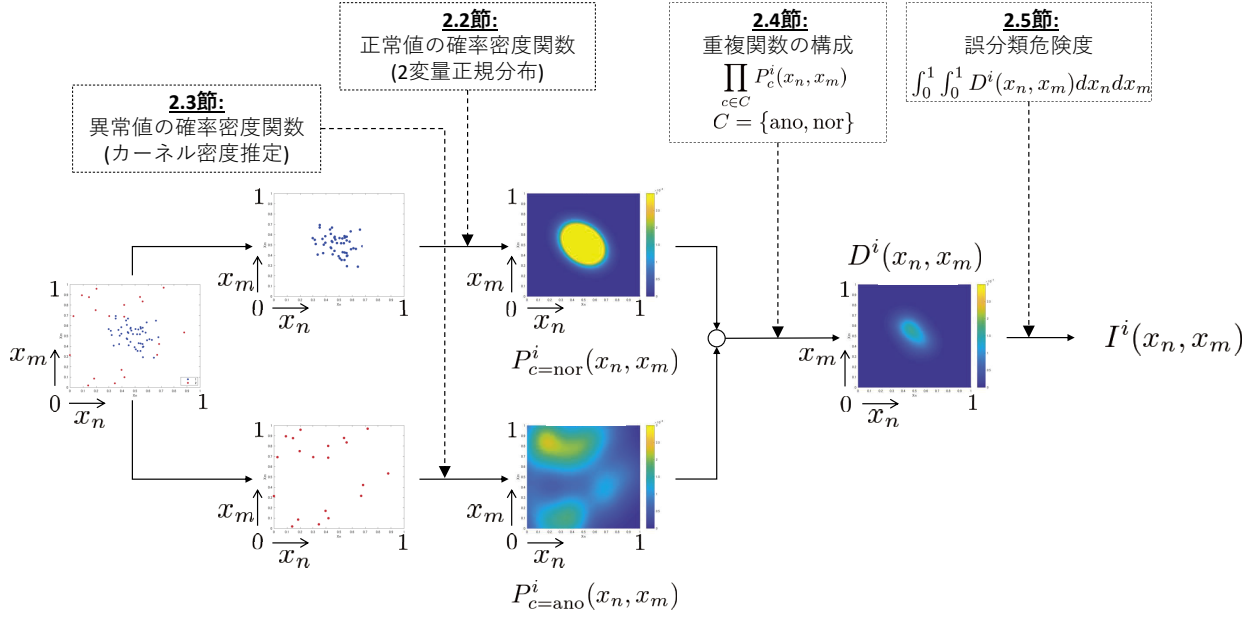 2.2節:
正常値の確率密度関数
(2変量正規分布)
2.3節:
異常値の確率密度関数
(カーネル密度推定)
2.4節:
重複関数の構成
∏_{c∈C} P_c^i(x_n, x_m)
C = {ano, nor}
2.5節:
誤分類危険度
∫_0^1 ∫_0^1 D^i(x_n, x_m)dx_n dx_m
1
x_m
0
x_n
1
1
x_m
0
x_n
1
1
x_m
0
x_n
1
P_{c=nor}^i(x_n, x_m)
1
x_m
0
x_n
1
1
x_m
0
x_n
1
P_{c=ano}^i(x_n, x_m)
D^i(x_n, x_m)
1
x_m
0
x_n
1
I^i(x_n, x_m)